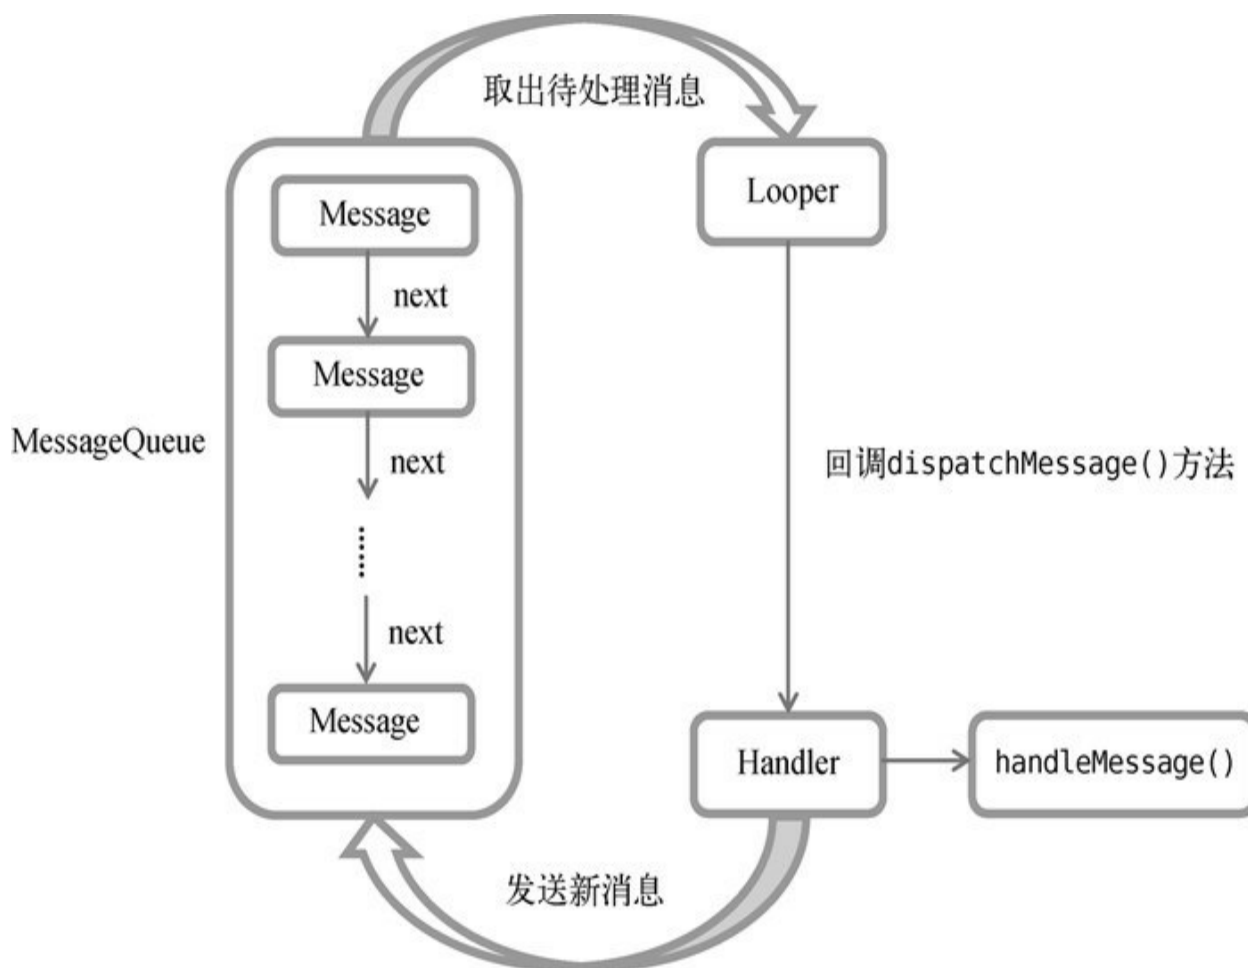 取出待处理消息
Looper
Message
next
Message
MessageQueue
next
回调dispatchMessage()方法
......
next
Message
Handler
handleMessage()
发送新消息